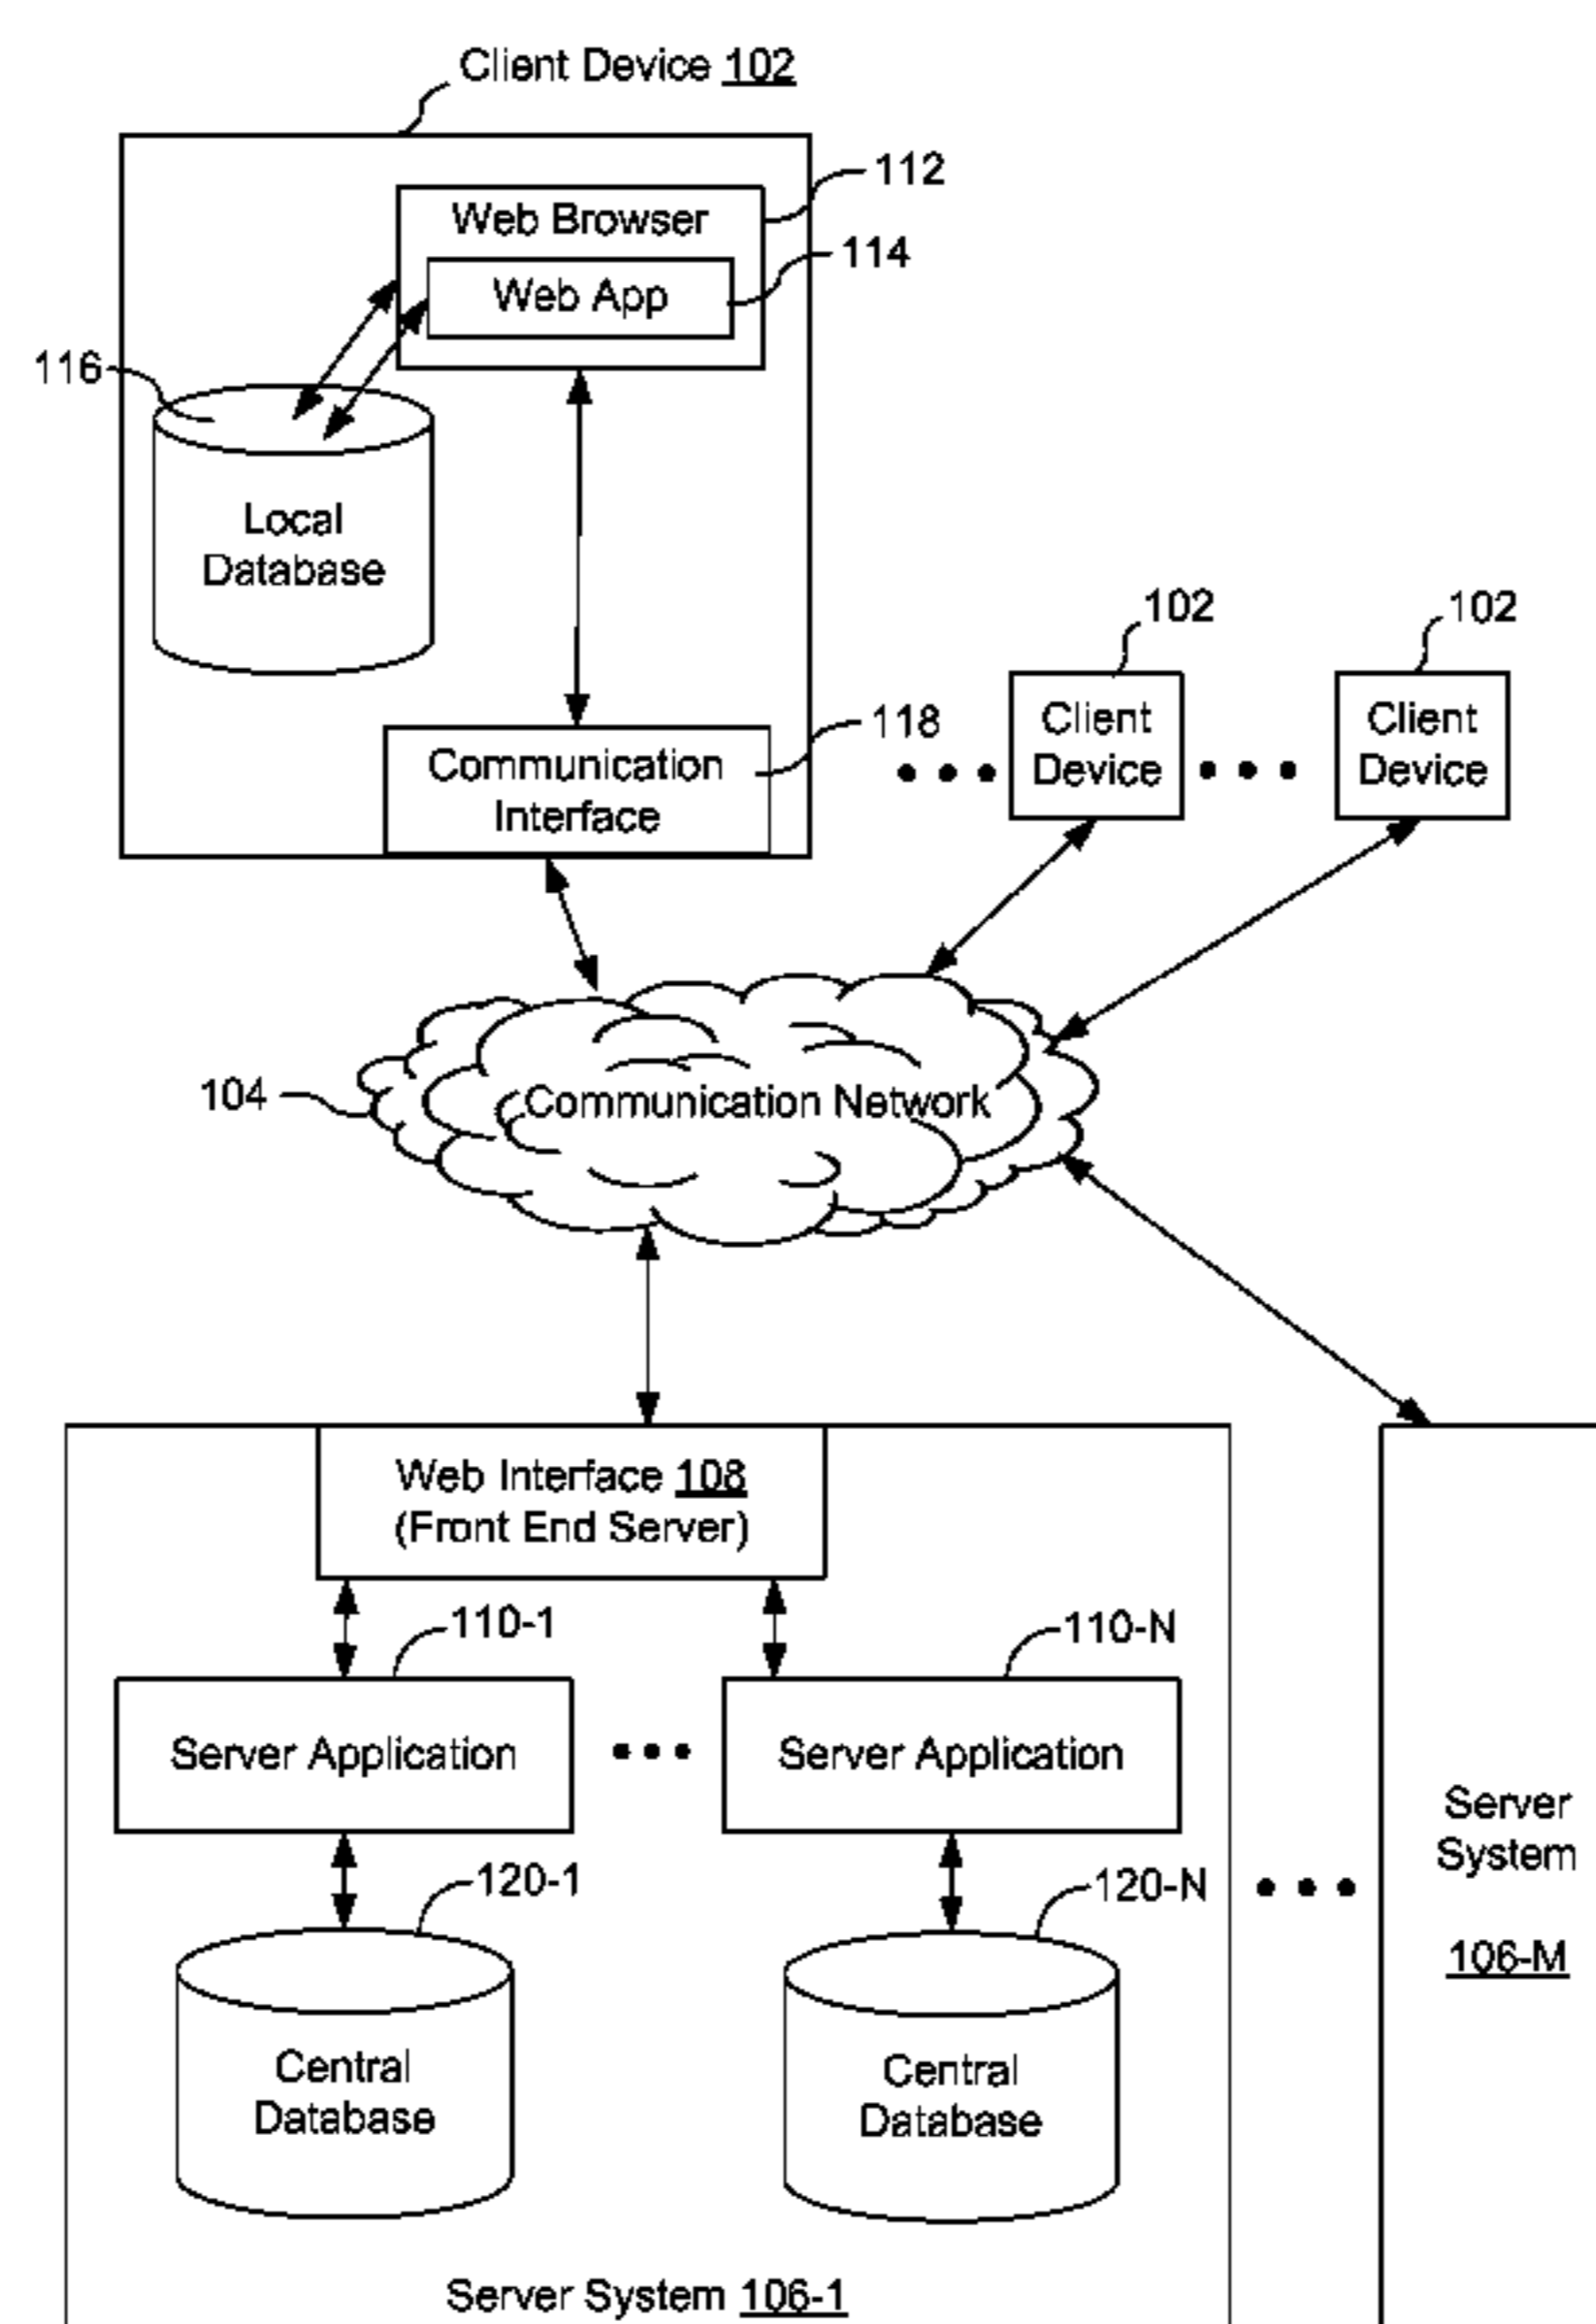 Client Device 102
112
Web Browser
114
Web App
116
Local
Database
102
102
118
Client
Device
Client
Device
Communication
Interface
104
Communication Network
Web Interface 108
(Front End Server)
110-1
110-N
Server Application
Server Application
Server
System
106-M
120-1
120-N
Central
Database
Central
Database
Server System 106-1